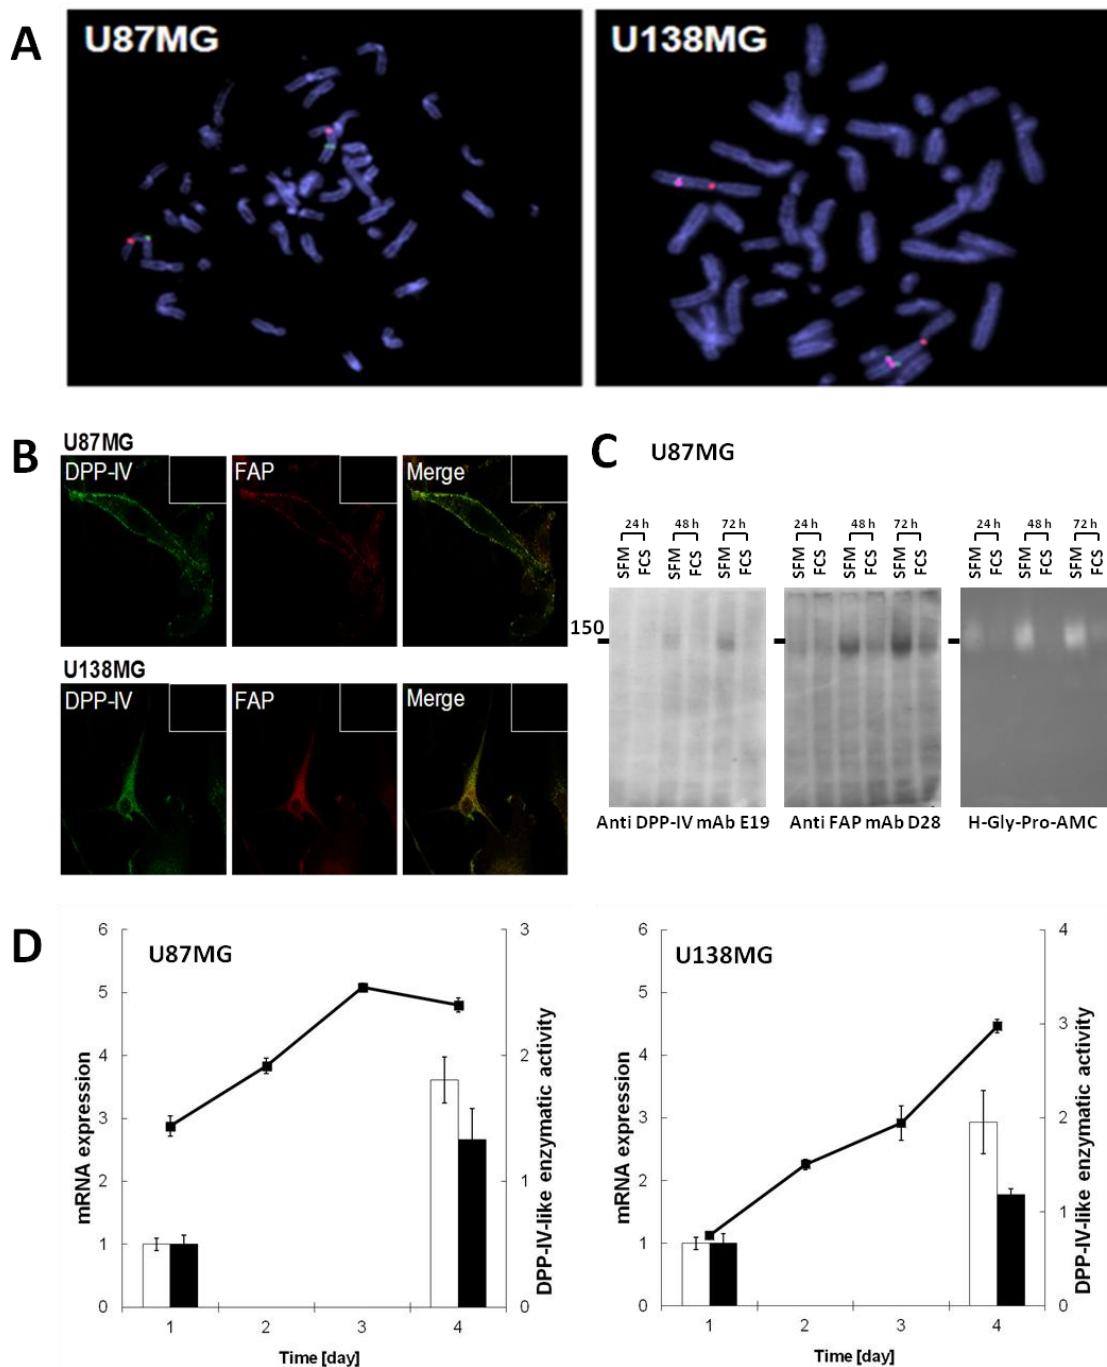 A
U87MG
U138MG
B
U87MG
DPP-IV
FAP
Merge
U138MG
DPP-IV
FAP
Merge
C
U87MG
24 h
48 h
72 h
24 h
48 h
72 h
24 h
48 h
72 h
SFM
FCS
SFM
FCS
SFM
FCS
SFM
FCS
SFM
FCS
SFM
FCS
SFM
FCS
SFM
FCS
SFM
FCS
150
Anti DPP-IV mAb E19
Anti FAP mAb D28
H-Gly-Pro-AMC
D
U87MG
mRNA expression
6
5
4
3
2
1
0
3
2
1
0
DPP-IV-like enzymatic activity
1 2 3 4
Time [day]
U138MG
mRNA expression
6
5
4
3
2
1
0
4
3
2
1
0
DPP-IV-like enzymatic activity
1 2 3 4
Time [day]